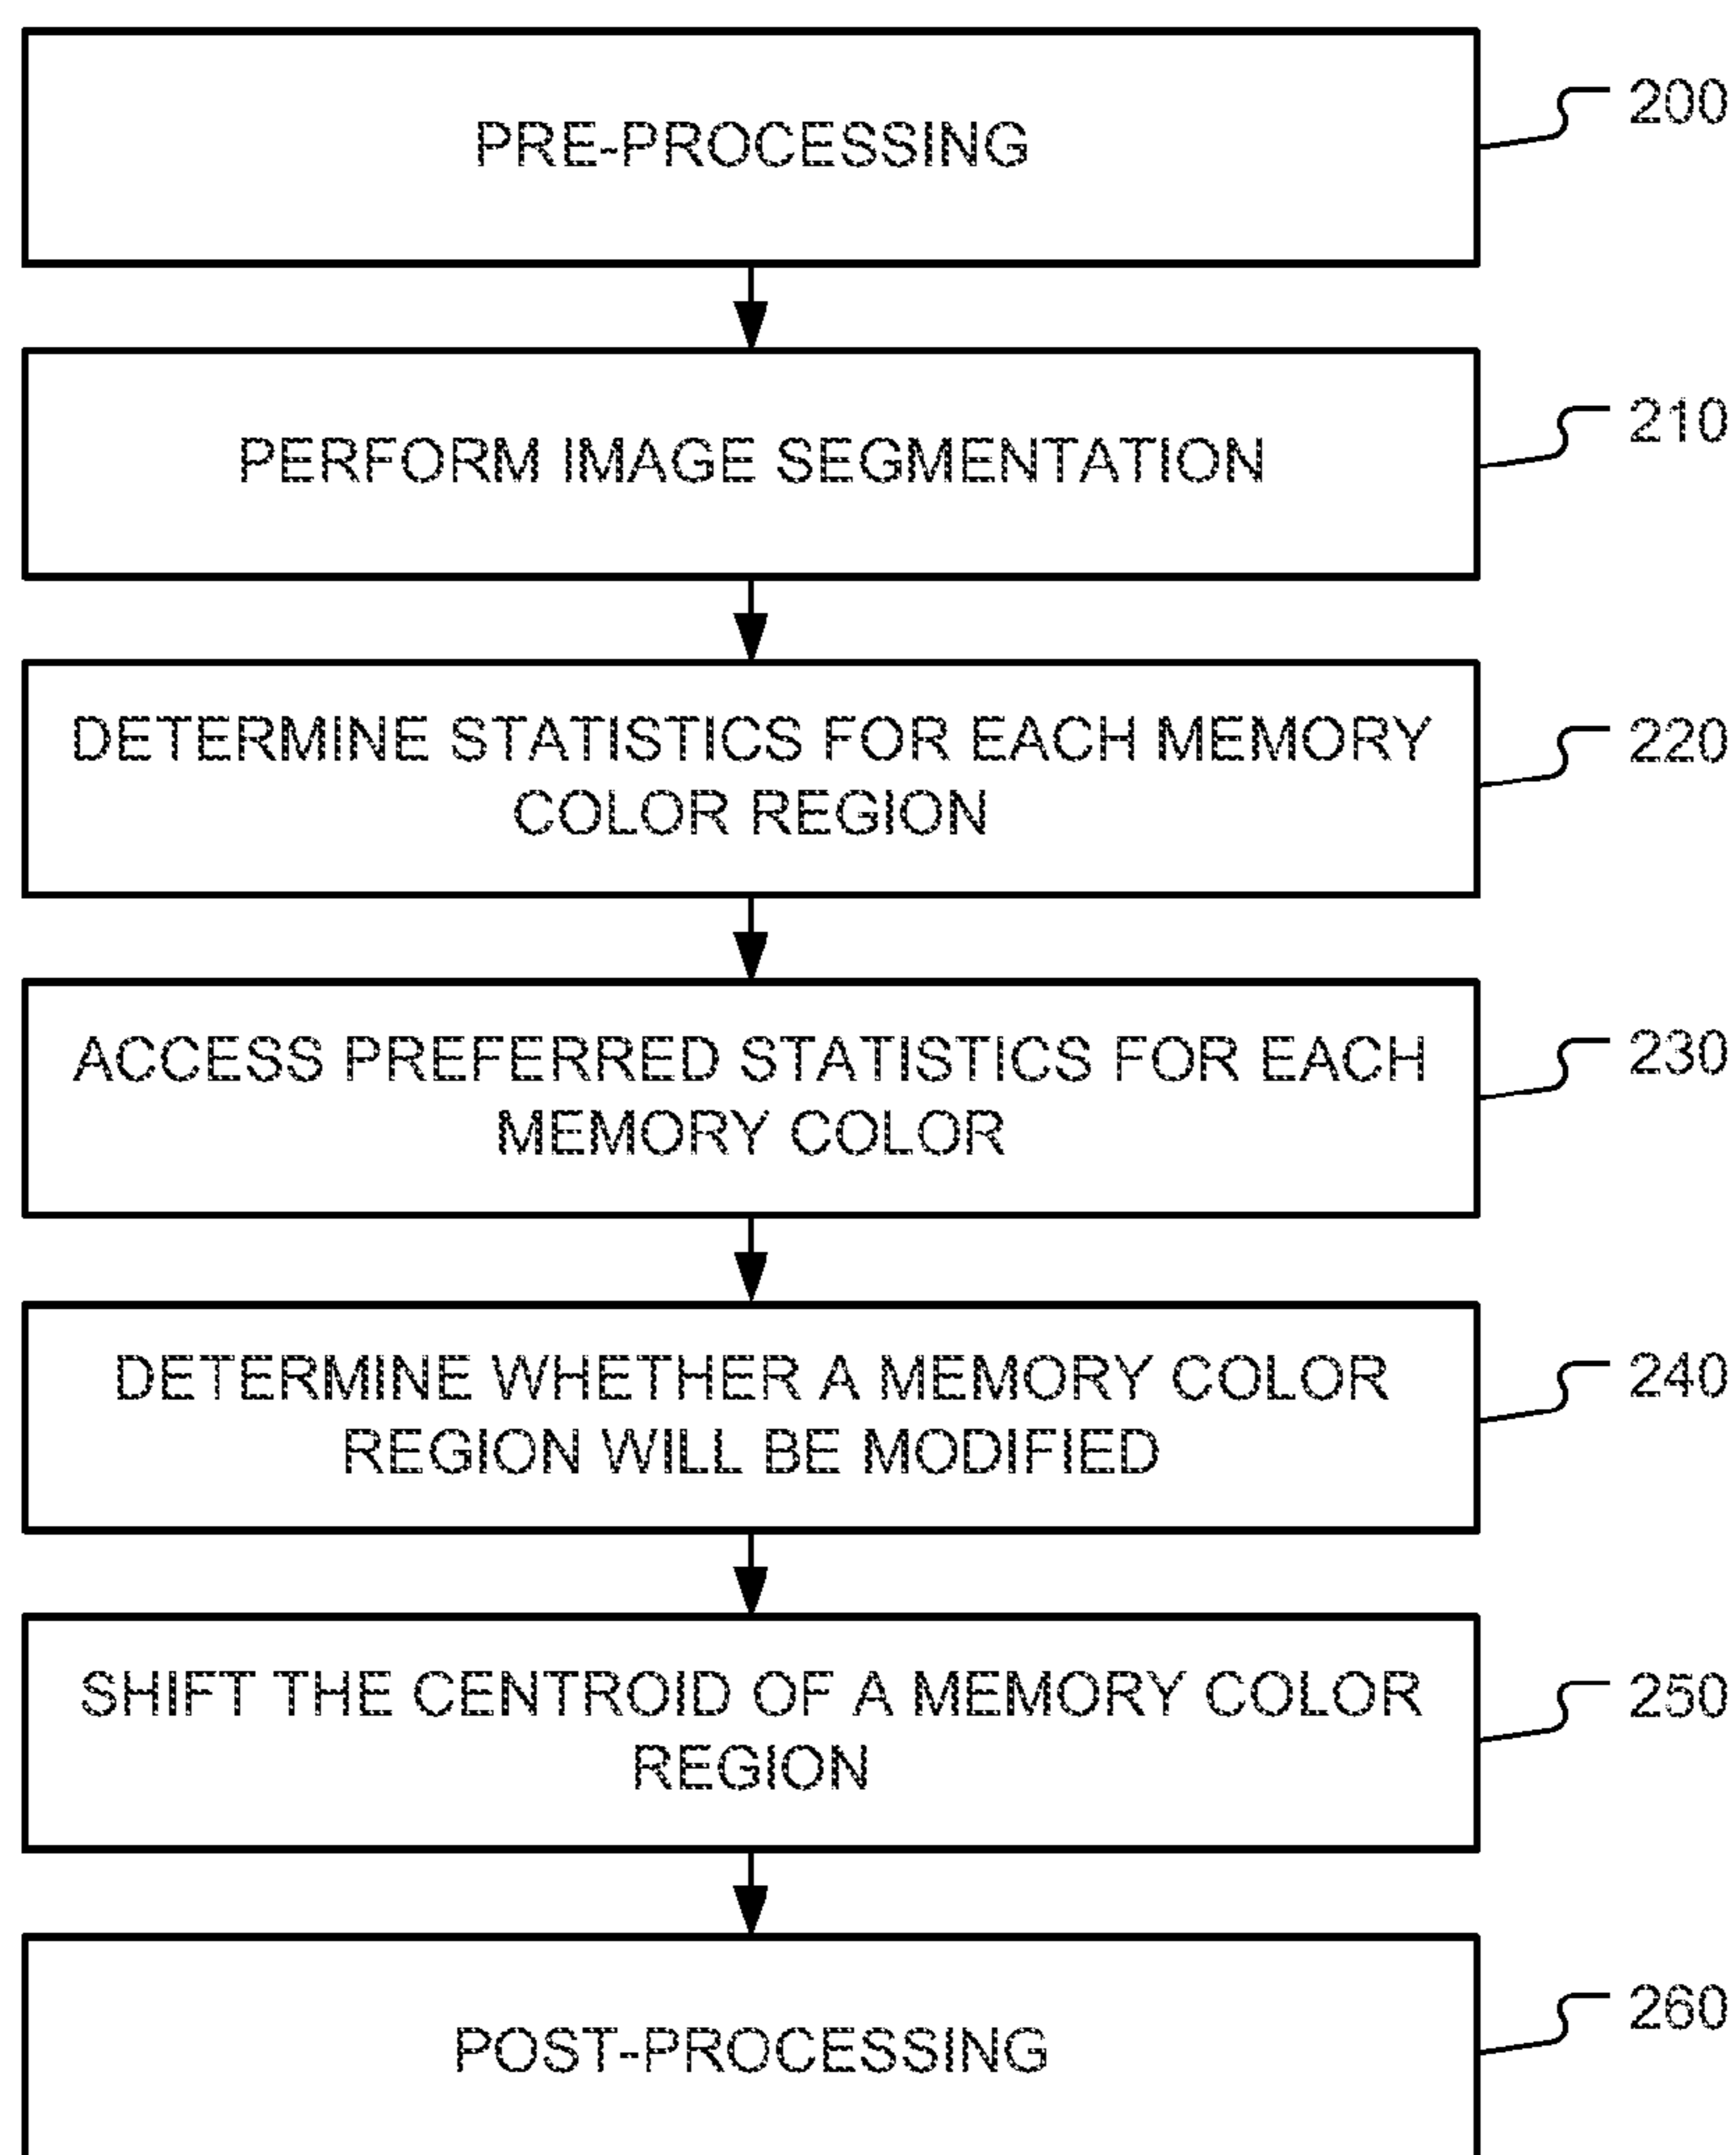 PRE-PROCESSING
200
PERFORM IMAGE SEGMENTATION
210
DETERMINE STATISTICS FOR EACH MEMORY
COLOR REGION
220
ACCESS PREFERRED STATISTICS FOR EACH
MEMORY COLOR
230
DETERMINE WHETHER A MEMORY COLOR
REGION WILL BE MODIFIED
240
SHIFT THE CENTROID OF A MEMORY COLOR
REGION
250
POST-PROCESSING
260